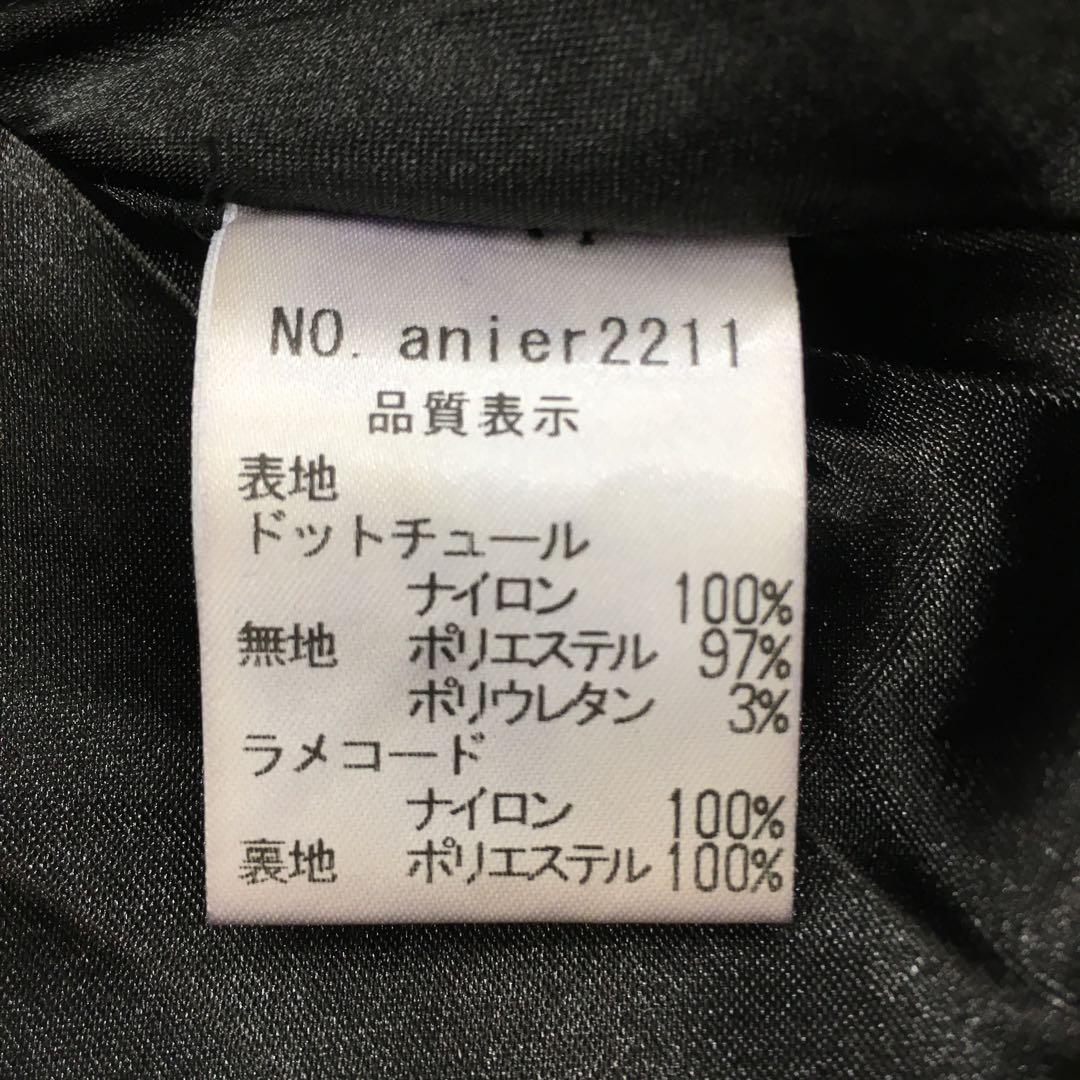 NO. anier2211
品質表示
表地
ドットチュール
ナイロン 100%
無地 ポリエステル 97%
ポリウレタン 3%
ラメコード
ナイロン 100%
裏地 ポリエステル 100%